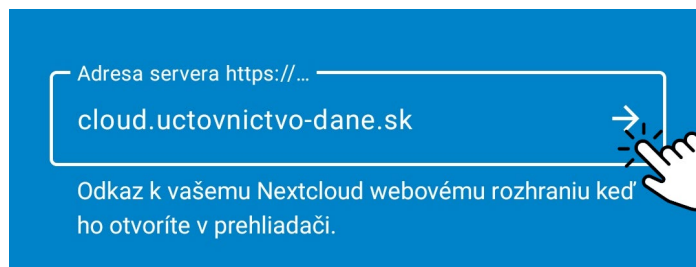 Adresa servera https://...
cloud.uctovnictvo-dane.sk
Odkaz k vašemu Nextcloud webovému rozhraniu keď
ho otvoríte v prehliadači.